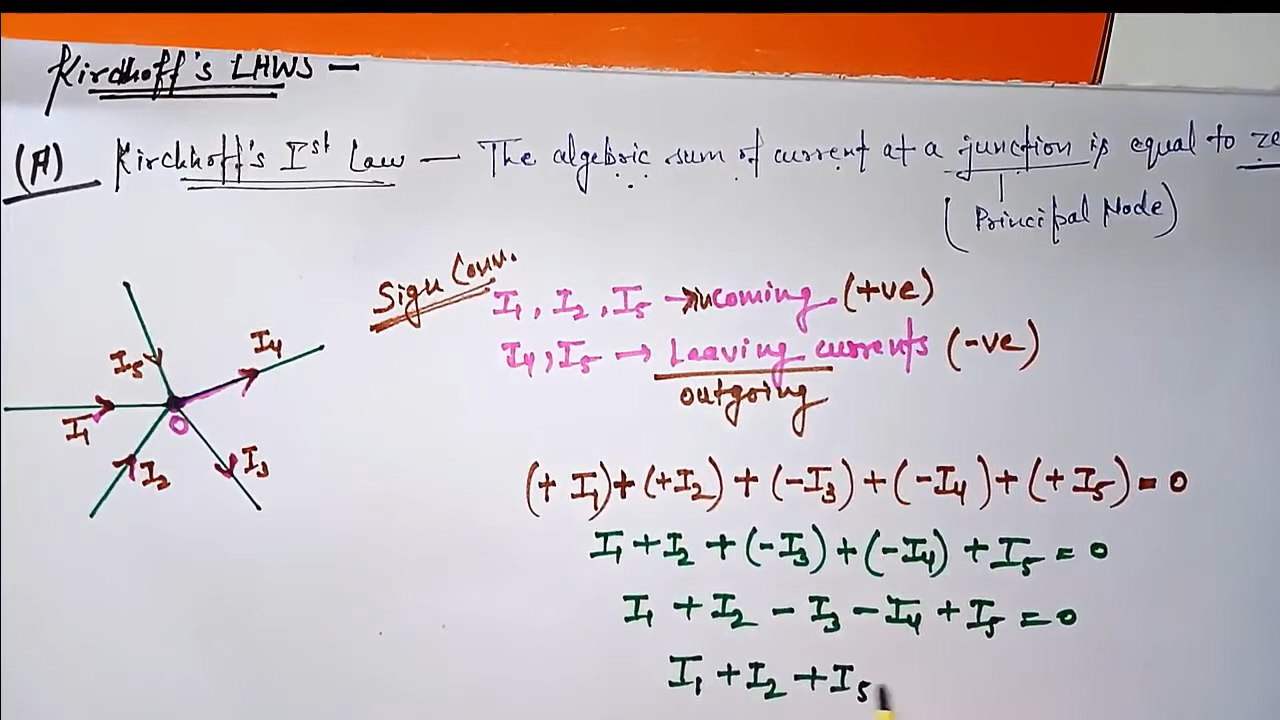 Kirchhoff's LAWS –
(A) Kirchhoff's Ist Law – The algebric sum of current at a junction is equal to ze
(Principal Node)
Sign Conv.
I1, I2, I5 → incoming. (+ve)
I4, I5 → Leaving currents (-ve)
outgoing
I5
I4
I1
O
I2
I3
(+ I1) + (+I2) + (-I3) + (-I4) + (+ I5) = 0
I1 + I2 + (-I3) + (-I4) + I5 = 0
I1 + I2 - I3 - I4 + I5 = 0
I1 + I2 + I5